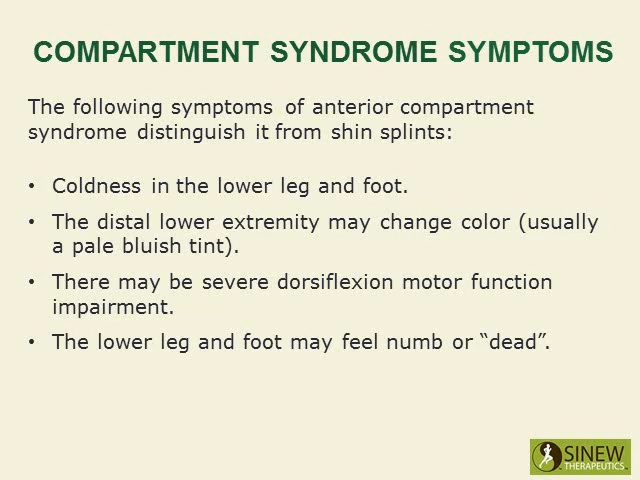 COMPARTMENT SYNDROME SYMPTOMS
The following symptoms of anterior compartment
syndrome distinguish it from shin splints:
• Coldness in the lower leg and foot.
• The distal lower extremity may change color (usually
a pale bluish tint).
• There may be severe dorsiflexion motor function
impairment.
• The lower leg and foot may feel numb or “dead”.
SINEW
THERAPEUTICS